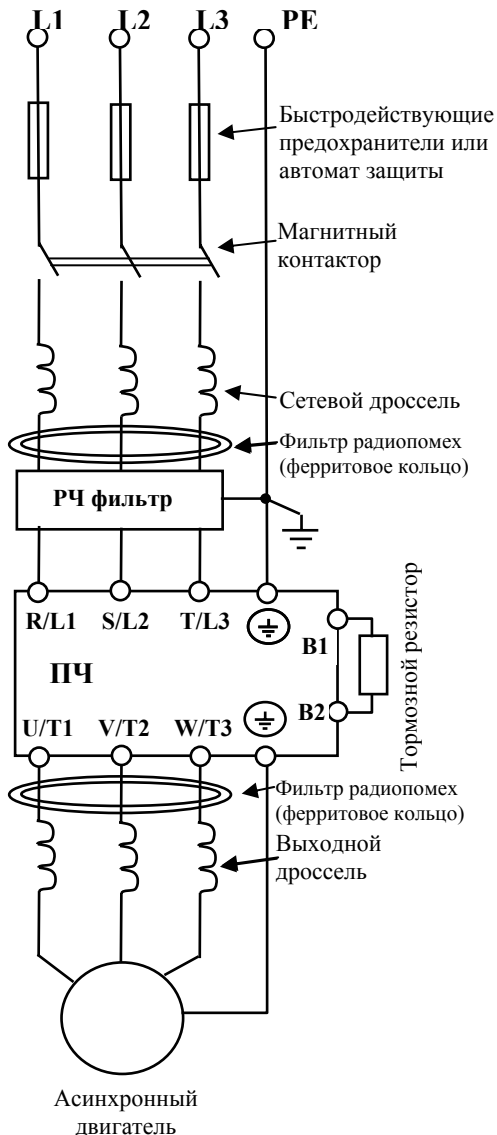 L1 L2 L3 PE
Быстродействующие
предохранители или
автомат защиты
Магнитный
контактор
Сетевой дроссель
Фильтр радиопомех
(ферритовое кольцо)
РЧ фильтр
R/L1 S/L2 T/L3
B1
ПЧ
B2
U/T1 V/T2 W/T3
Тормозной резистор
Фильтр радиопомех
(ферритовое кольцо)
Выходной
дроссель
Асинхронный
двигатель